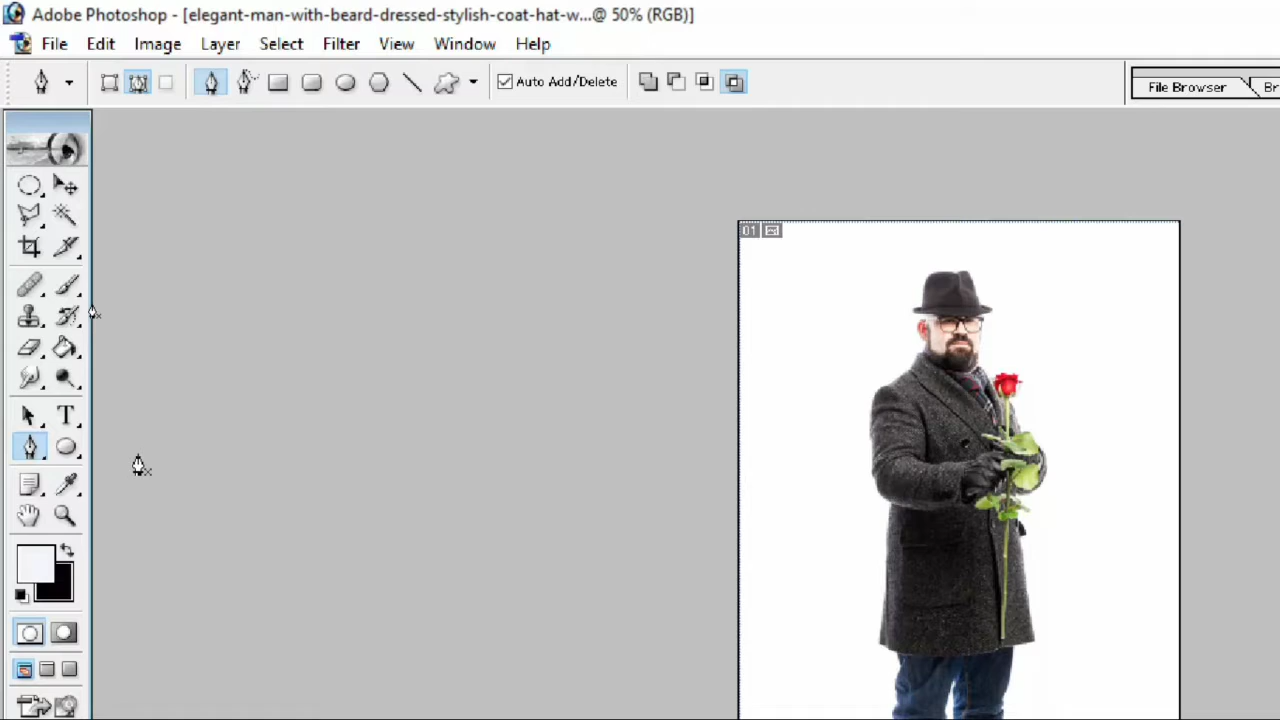 Adobe Photoshop - [elegant-man-with-beard-dressed-stylish-coat-hat-w...@ 50% (RGB)]
File Edit Image Layer Select Filter View Window Help
Auto Add/Delete
File Browser Br
T
01